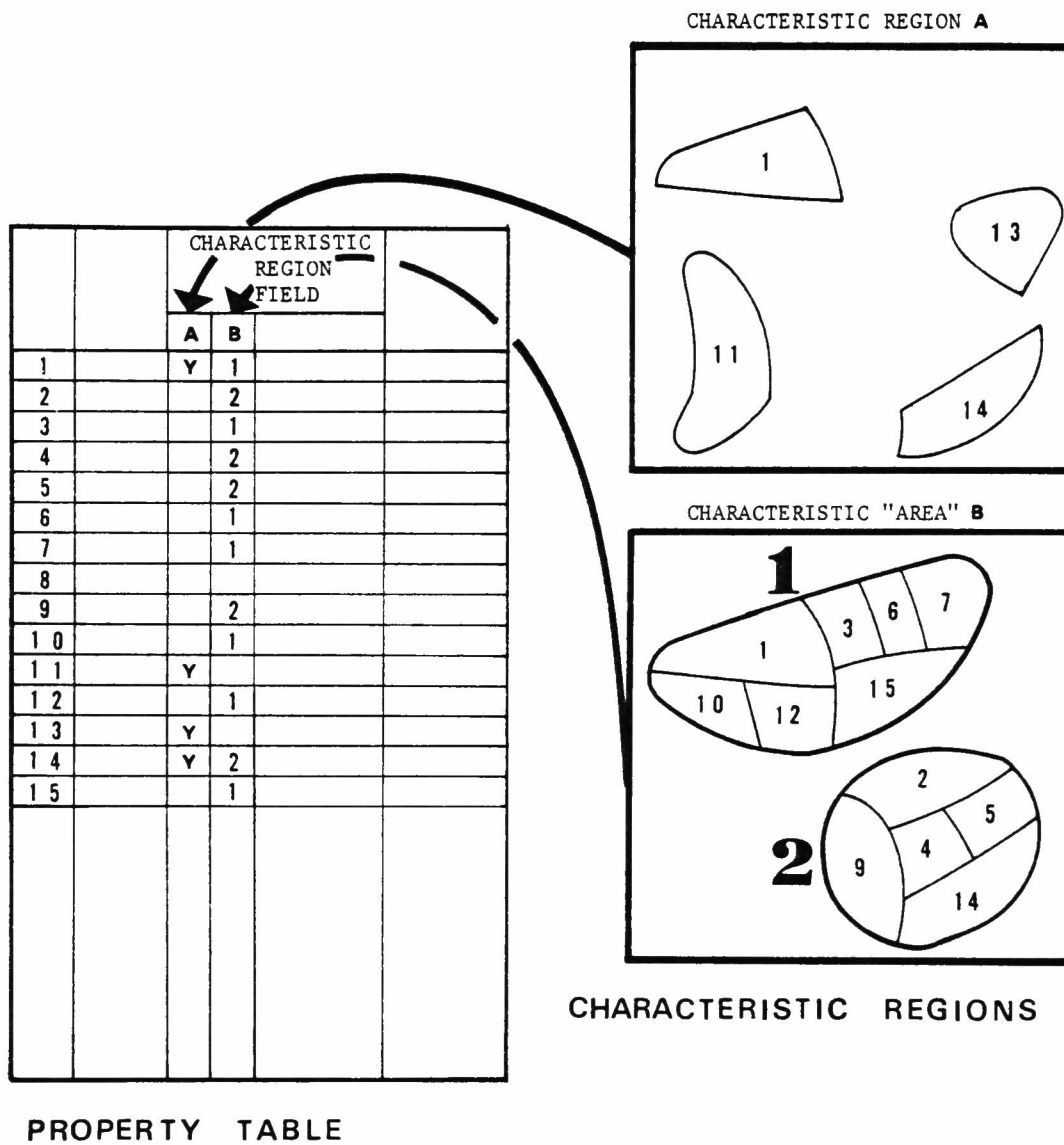 CHARACTERISTIC REGION A
1
13
11
14
CHARACTERISTIC
REGION
FIELD
A B
1 Y 1
2 2
3 1
4 2
5 2
6 1
7 1
8
9 2
10 1
11 Y
12 1
13 Y
14 Y 2
15 1
PROPERTY TABLE
CHARACTERISTIC "AREA" B
1
1 3 6 7
10 12 15
2
2
5
4
9
14
CHARACTERISTIC REGIONS